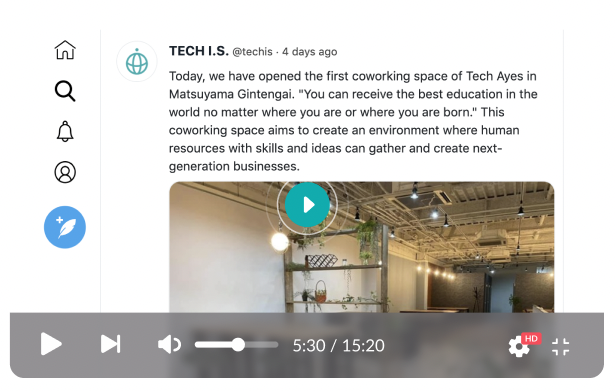 TECH I.S. @techis · 4 days ago
Today, we have opened the first coworking space of Tech Ayes in
Matsuyama Gintengai. "You can receive the best education in the
world no matter where you are or where you are born." This
coworking space aims to create an environment where human
resources with skills and ideas can gather and create next-
generation businesses.
5:30 / 15:20
HD